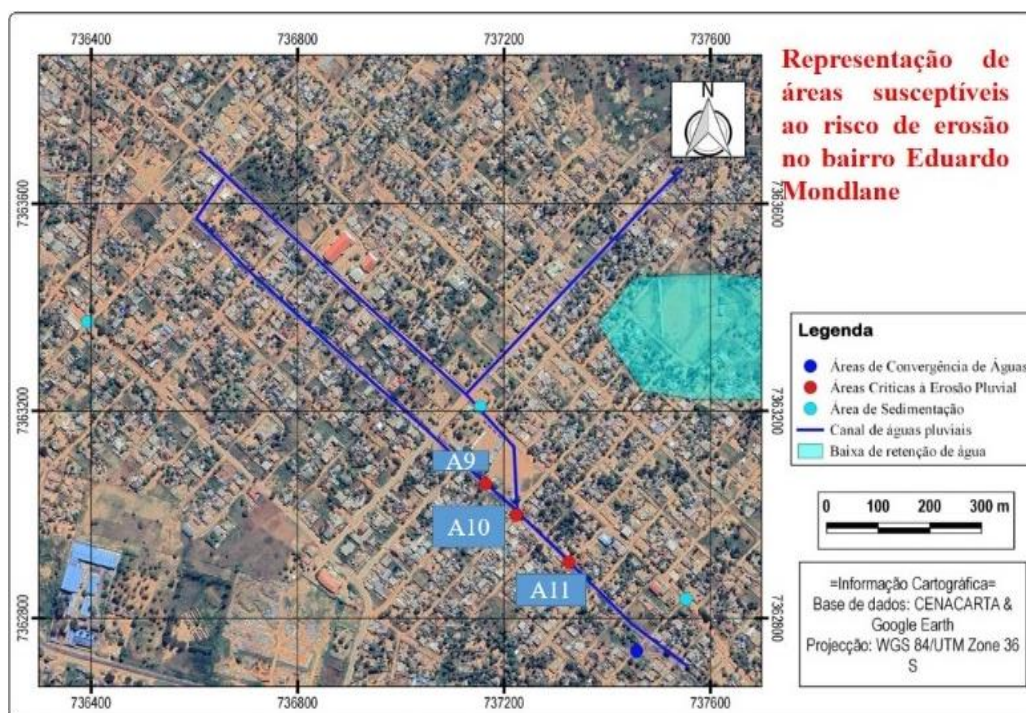 736400
736800
737200
737600
7363600
7363600
7363200
7363200
7362800
7362800
N
A9
A10
A11
736400
736800
737200
737600
Representação de
áreas susceptíveis
ao risco de erosão
no bairro Eduardo
Mondlane
Legenda
Áreas de Convergência de Águas
Áreas Criticas à Erosão Pluvial
Área de Sedimentação
Canal de águas pluviais
Baixa de retenção de água
0 100 200 300 m
=Informação Cartográfica=
Base de dados: CENACARTA &
Google Earth
Projecção: WGS 84/UTM Zone 36
S